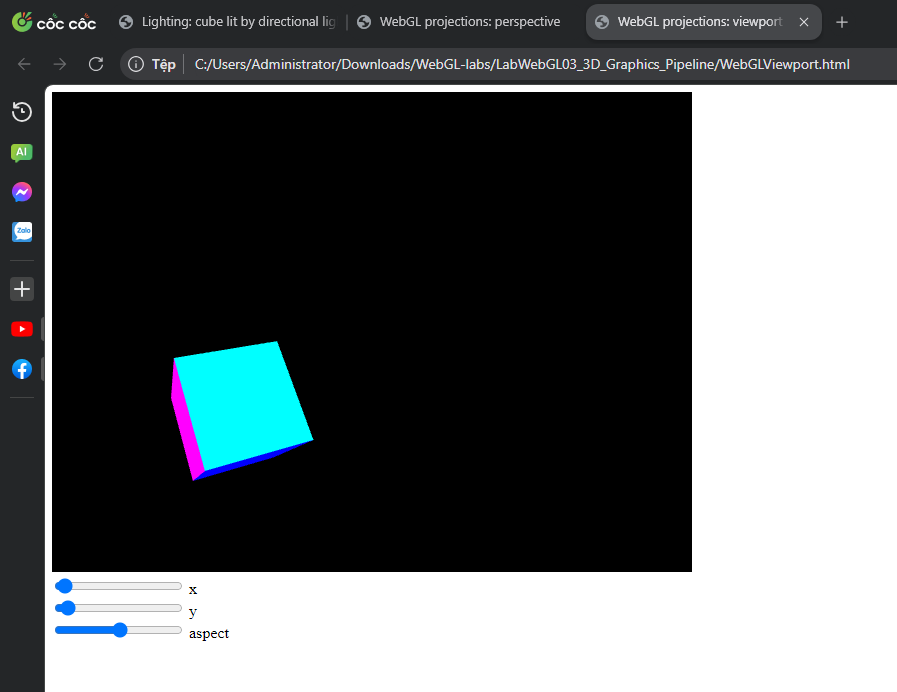 cốc cốc
Lighting: cube lit by directional lig
WebGL projections: perspective
WebGL projections: viewport
Tệp
C:/Users/Administrator/Downloads/WebGL-labs/LabWebGL03_3D_Graphics_Pipeline/WebGLViewport.html
AI
Zalo
x
y
aspect